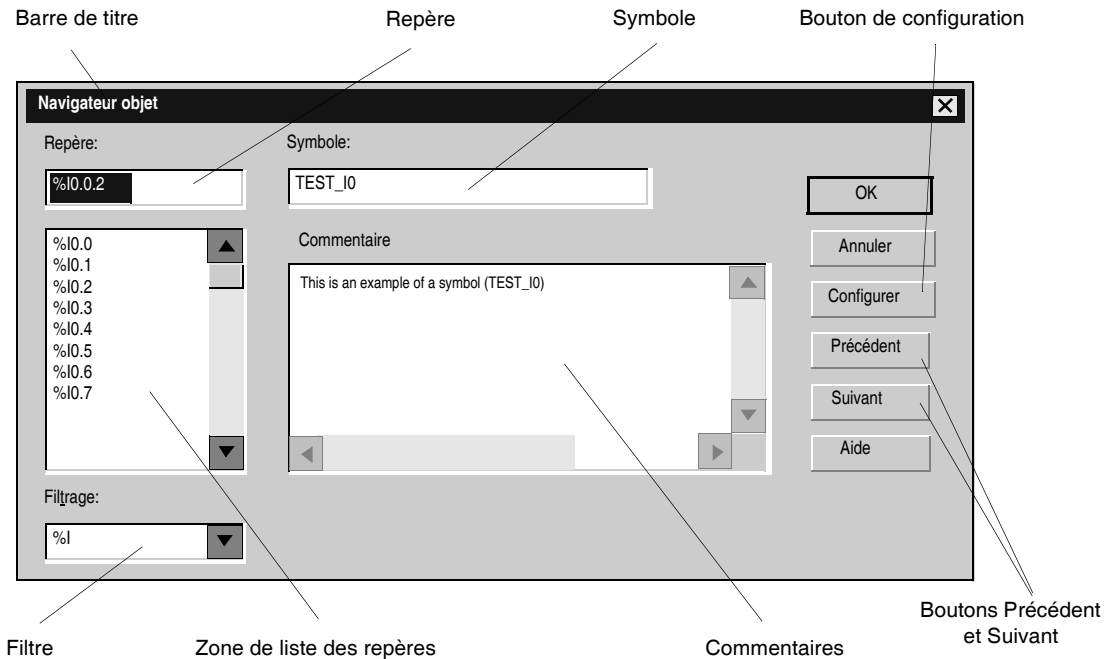 Barre de titre
Repère
Symbole
Bouton de configuration
Navigateur objet
Repère:
Symbole:
%I0.0.2
TEST_I0
OK
%I0.0
%I0.1
%I0.2
%I0.3
%I0.4
%I0.5
%I0.6
%I0.7
Commentaire
This is an example of a symbol (TEST_I0)
Annuler
Configurer
Précédent
Suivant
Aide
Filtrage:
%I
Filtre
Zone de liste des repères
Commentaires
Boutons Précédent
et Suivant